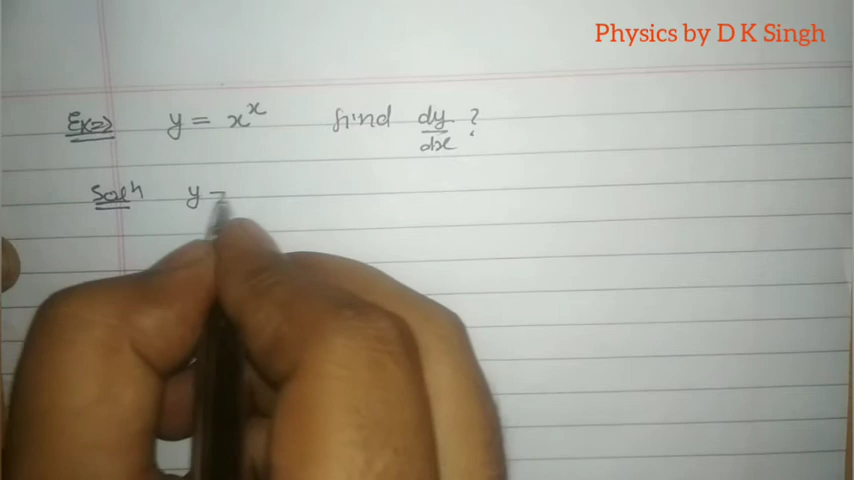 Physics by D K Singh
Ex⇒ y = x^x find dy/dx ?
Solⁿ y =